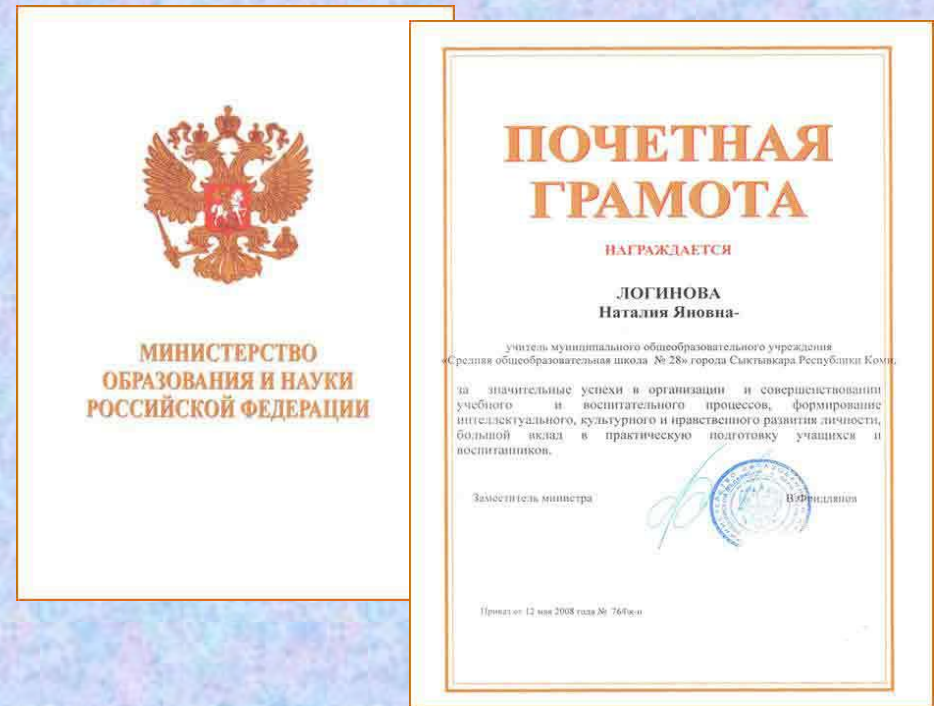 МИНИСТЕРСТВО
ОБРАЗОВАНИЯ И НАУКИ
РОССИЙСКОЙ ФЕДЕРАЦИИ
ПОЧЕТНАЯ
ГРАМОТА
НАГРАЖДАЕТСЯ
ЛОГИНОВА
Наталия Яновна-
учитель муниципального общеобразовательного учреждения
«Средняя общеобразовательная школа № 28» города Сыктывкара Республики Коми,
за значительные успехи в организации и совершенствовании
учебного и воспитательного процессов, формирование
интеллектуального, культурного и нравственного развития личности,
большой вклад в практическую подготовку учащихся и
воспитанников.
Заместитель министра
В.Фридлянов
Приказ от 12 мая 2008 года №